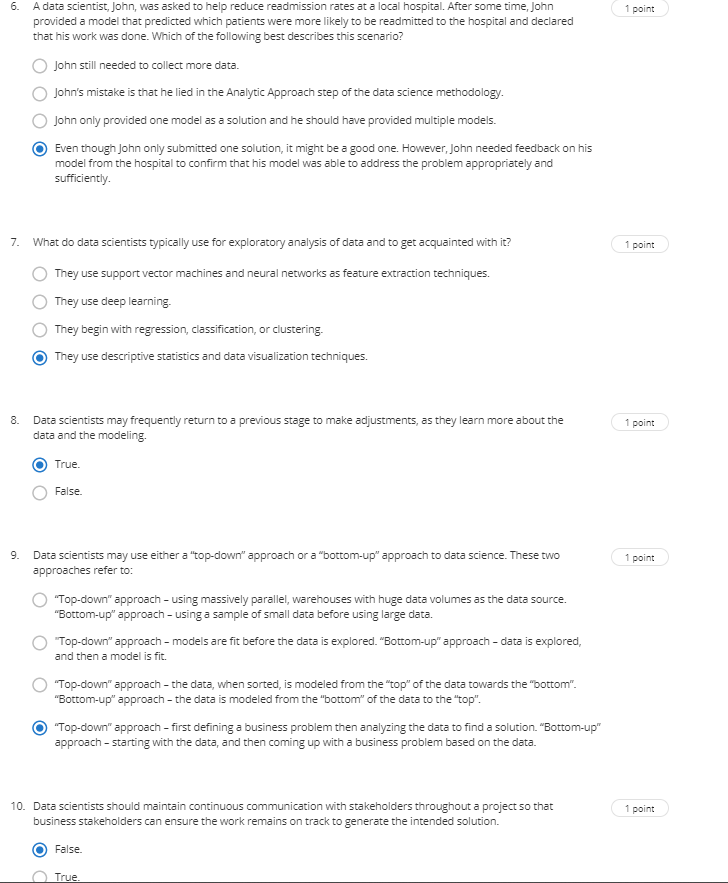 6. A data scientist, John, was asked to help reduce readmission rates at a local hospital. After some time, John
1 point
provided a model that predicted which patients were more likely to be readmitted to the hospital and declared
that his work was done. Which of the following best describes this scenario?
John still needed to collect more data.
John's mistake is that he lied in the Analytic Approach step of the data science methodology.
John only provided one model as a solution and he should have provided multiple models.
Even though John only submitted one solution, it might be a good one. However, John needed feedback on his
model from the hospital to confirm that his model was able to address the problem appropriately and
sufficiently.
7. What do data scientists typically use for exploratory analysis of data and to get acquainted with it?
1 point
They use support vector machines and neural networks as feature extraction techniques.
They use deep learning.
They begin with regression, classification, or clustering.
They use descriptive statistics and data visualization techniques.
8. Data scientists may frequently return to a previous stage to make adjustments, as they learn more about the
1 point
data and the modeling.
True.
False.
9. Data scientists may use either a "top-down" approach or a "bottom-up" approach to data science. These two
1 point
approaches refer to:
"Top-down" approach – using massively parallel, warehouses with huge data volumes as the data source.
"Bottom-up" approach – using a sample of small data before using large data.
"Top-down" approach – models are fit before the data is explored. "Bottom-up" approach – data is explored,
and then a model is fit.
"Top-down" approach – the data, when sorted, is modeled from the "top" of the data towards the "bottom".
"Bottom-up" approach – the data is modeled from the "bottom" of the data to the "top".
"Top-down" approach – first defining a business problem then analyzing the data to find a solution. "Bottom-up"
approach – starting with the data, and then coming up with a business problem based on the data.
10. Data scientists should maintain continuous communication with stakeholders throughout a project so that
1 point
business stakeholders can ensure the work remains on track to generate the intended solution.
False.
True.